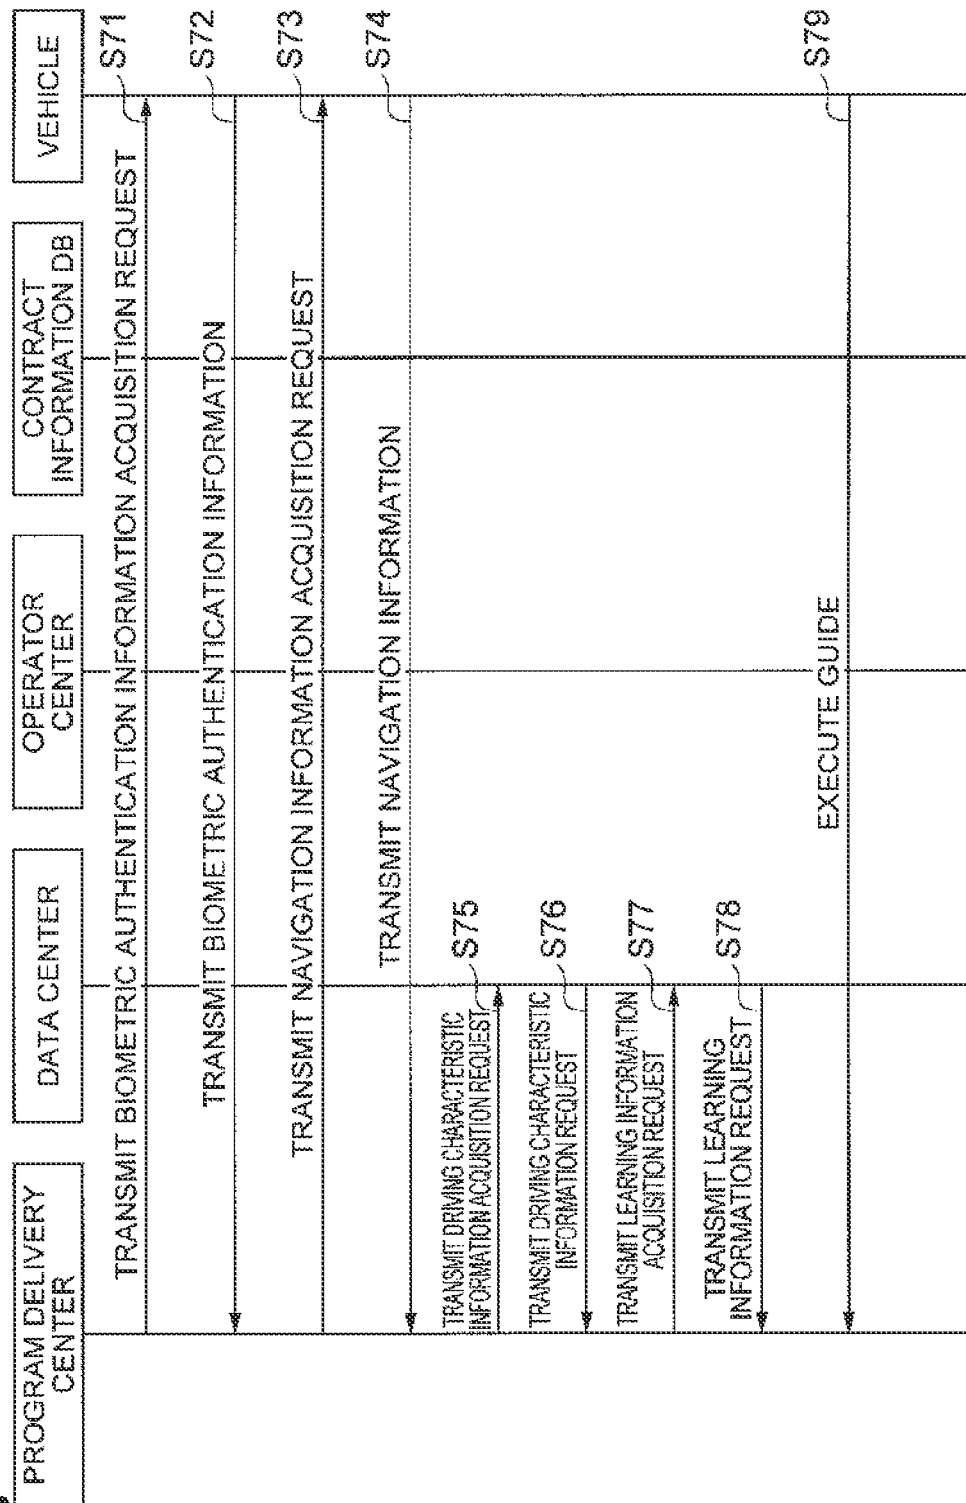 PROGRAM DELIVERY
CENTER
DATA CENTER
OPERATOR
CENTER
CONTRACT
INFORMATION DB
VEHICLE
TRANSMIT BIOMETRIC AUTHENTICATION INFORMATION ACQUISITION REQUEST
S71
TRANSMIT BIOMETRIC AUTHENTICATION INFORMATION
S72
TRANSMIT NAVIGATION INFORMATION ACQUISITION REQUEST
S73
TRANSMIT NAVIGATION INFORMATION
S74
TRANSMIT DRIVING CHARACTERISTIC
INFORMATION ACQUISITION REQUEST
S75
TRANSMIT DRIVING CHARACTERISTIC
INFORMATION REQUEST
S76
TRANSMIT LEARNING INFORMATION
ACQUISITION REQUEST
S77
TRANSMIT LEARNING
INFORMATION REQUEST
S78
EXECUTE GUIDE
S79